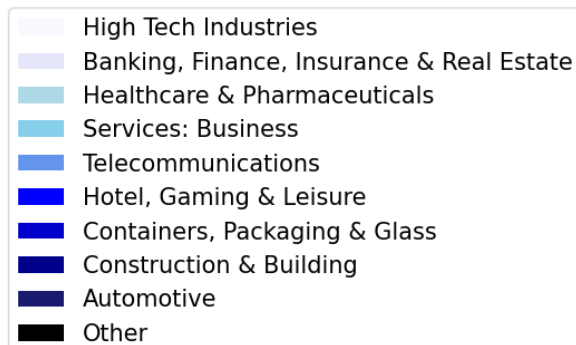 High Tech Industries
Banking, Finance, Insurance & Real Estate
Healthcare & Pharmaceuticals
Services: Business
Telecommunications
Hotel, Gaming & Leisure
Containers, Packaging & Glass
Construction & Building
Automotive
Other